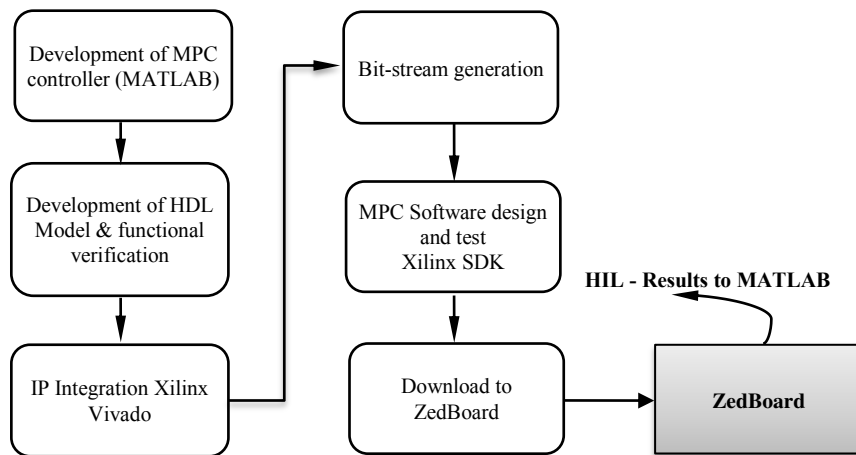 Development of MPC
controller (MATLAB)
Development of HDL
Model & functional
verification
IP Integration Xilinx
Vivado
Bit-stream generation
MPC Software design
and test
Xilinx SDK
Download to
ZedBoard
HIL - Results to MATLAB
ZedBoard